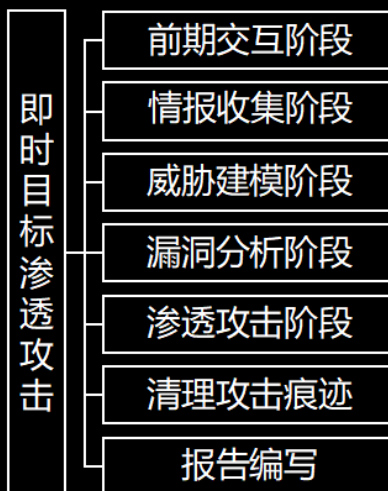 即时目标渗透攻击
前期交互阶段
情报收集阶段
威胁建模阶段
漏洞分析阶段
渗透攻击阶段
清理攻击痕迹
报告编写